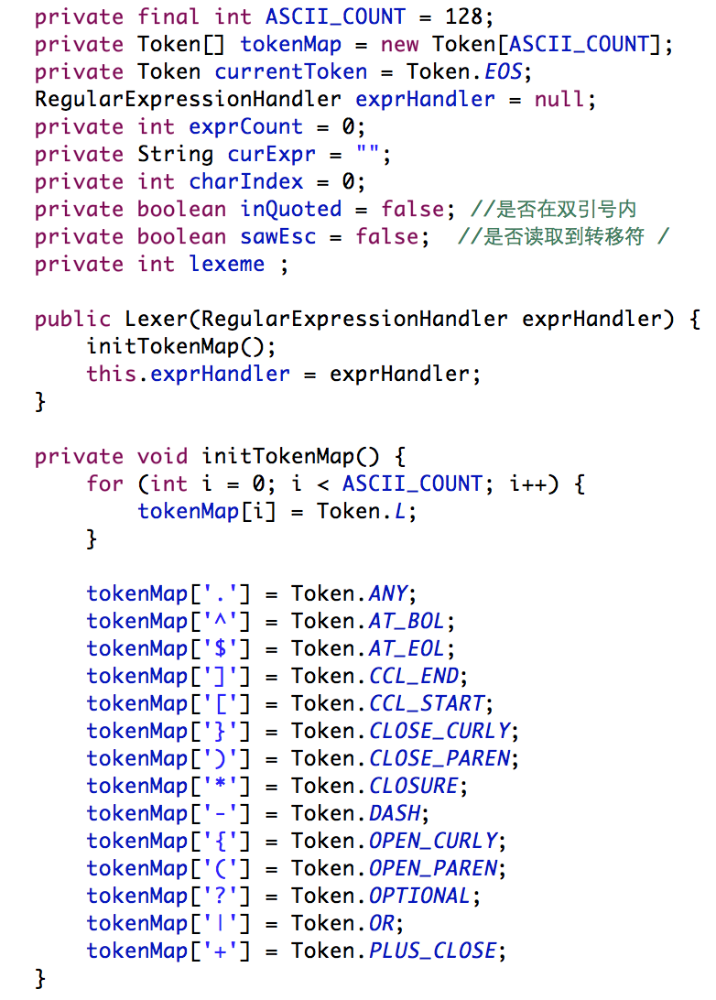 private final int ASCII_COUNT = 128;
private Token[] tokenMap = new Token[ASCII_COUNT];
private Token currentToken = Token.EOS;
RegularExpressionHandler exprHandler = null;
private int exprCount = 0;
private String curExpr = "";
private int charIndex = 0;
private boolean inQuoted = false; //是否在双引号内
private boolean sawEsc = false;  //是否读取到转移符 /
private int lexeme ;
public Lexer(RegularExpressionHandler exprHandler) {
    initTokenMap();
    this.exprHandler = exprHandler;
}
private void initTokenMap() {
    for (int i = 0; i < ASCII_COUNT; i++) {
        tokenMap[i] = Token.L;
    }
    tokenMap['.'] = Token.ANY;
    tokenMap['^'] = Token.AT_BOL;
    tokenMap['$'] = Token.AT_EOL;
    tokenMap[']'] = Token.CCL_END;
    tokenMap['['] = Token.CCL_START;
    tokenMap['}'] = Token.CLOSE_CURLY;
    tokenMap[')'] = Token.CLOSE_PAREN;
    tokenMap['*'] = Token.CLOSURE;
    tokenMap['-'] = Token.DASH;
    tokenMap['{'] = Token.OPEN_CURLY;
    tokenMap['('] = Token.OPEN_PAREN;
    tokenMap['?'] = Token.OPTIONAL;
    tokenMap['|'] = Token.OR;
    tokenMap['+'] = Token.PLUS_CLOSE;
}